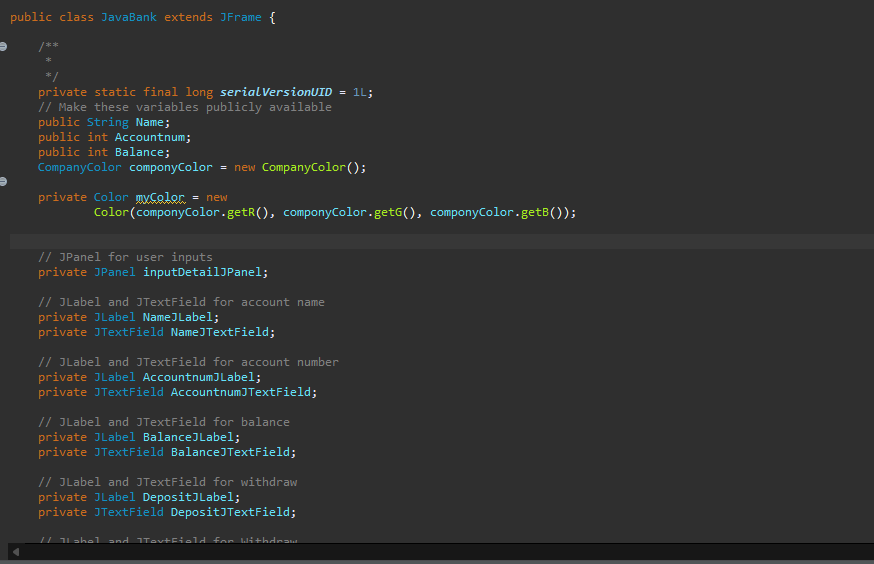 public class JavaBank extends JFrame {
/**
*
*/
private static final long serialVersionUID = 1L;
// Make these variables publicly available
public String Name;
public int Accountnum;
public int Balance;
CompanyColor componyColor = new CompanyColor();
private Color myColor = new
Color(componyColor.getR(), componyColor.getG(), componyColor.getB());
// JPanel for user inputs
private JPanel inputDetailJPanel;
// JLabel and JTextField for account name
private JLabel NameJLabel;
private JTextField NameJTextField;
// JLabel and JTextField for account number
private JLabel AccountnumJLabel;
private JTextField AccountnumJTextField;
// JLabel and JTextField for balance
private JLabel BalanceJLabel;
private JTextField BalanceJTextField;
// JLabel and JTextField for withdraw
private JLabel DepositJLabel;
private JTextField DepositJTextField;
// JLabel and JTextField for Withdraw